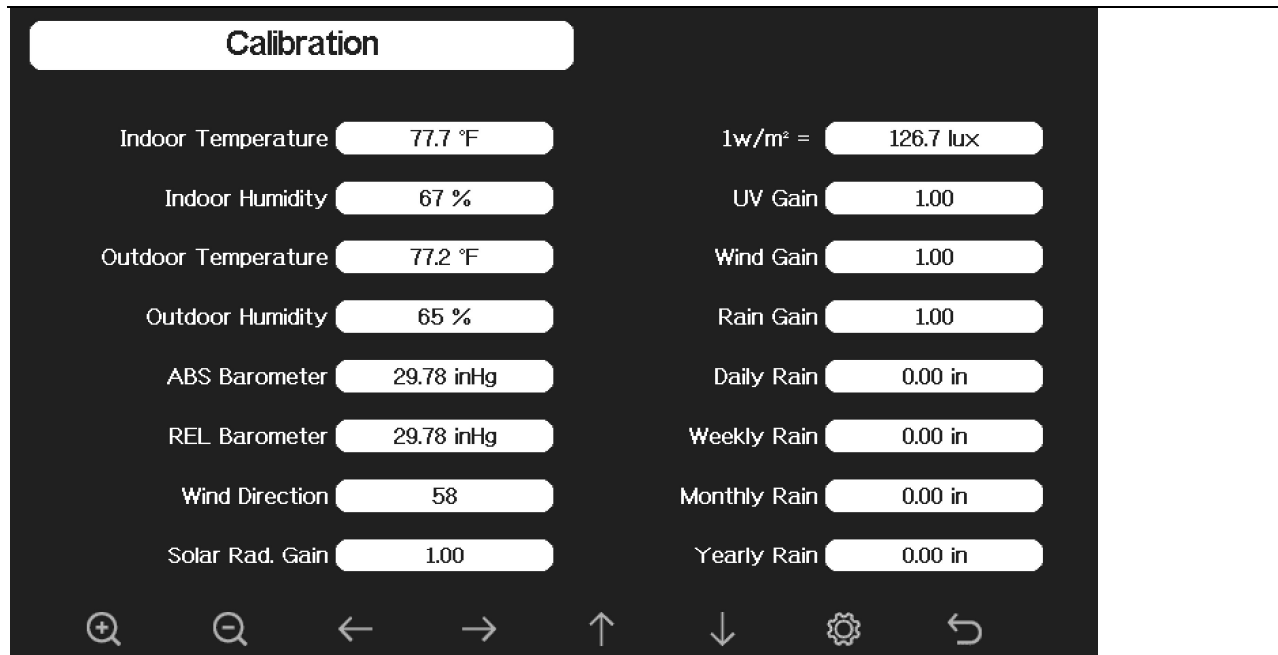 Calibration
Indoor Temperature 77.7 °F 1w/m² = 126.7 lux
Indoor Humidity 67 % UV Gain 1.00
Outdoor Temperature 77.2 °F Wind Gain 1.00
Outdoor Humidity 65 % Rain Gain 1.00
ABS Barometer 29.78 inHg Daily Rain 0.00 in
REL Barometer 29.78 inHg Weekly Rain 0.00 in
Wind Direction 58 Monthly Rain 0.00 in
Solar Rad. Gain 1.00 Yearly Rain 0.00 in